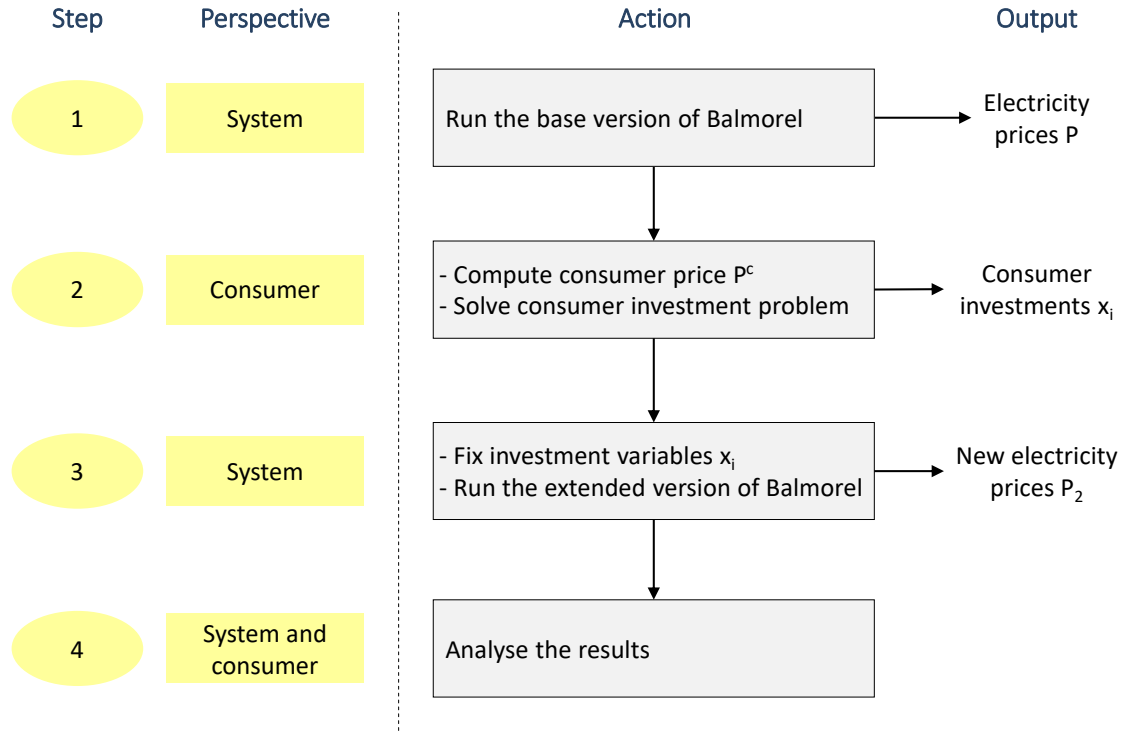 Step Perspective Action Output
1 System Run the base version of Balmorel Electricity
prices P
2 Consumer - Compute consumer price Pᶜ
- Solve consumer investment problem
Consumer
investments xᵢ
3 System - Fix investment variables xᵢ
- Run the extended version of Balmorel
New electricity
prices P₂
4 System and
consumer
Analyse the results